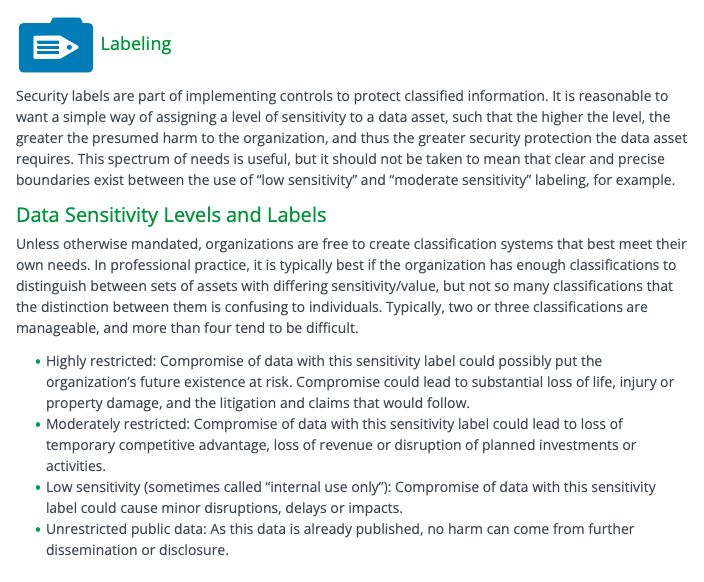 Labeling
Security labels are part of implementing controls to protect classified information. It is reasonable to
want a simple way of assigning a level of sensitivity to a data asset, such that the higher the level, the
greater the presumed harm to the organization, and thus the greater security protection the data asset
requires. This spectrum of needs is useful, but it should not be taken to mean that clear and precise
boundaries exist between the use of “low sensitivity” and “moderate sensitivity” labeling, for example.
Data Sensitivity Levels and Labels
Unless otherwise mandated, organizations are free to create classification systems that best meet their
own needs. In professional practice, it is typically best if the organization has enough classifications to
distinguish between sets of assets with differing sensitivity/value, but not so many classifications that
the distinction between them is confusing to individuals. Typically, two or three classifications are
manageable, and more than four tend to be difficult.
• Highly restricted: Compromise of data with this sensitivity label could possibly put the
organization’s future existence at risk. Compromise could lead to substantial loss of life, injury or
property damage, and the litigation and claims that would follow.
• Moderately restricted: Compromise of data with this sensitivity label could lead to loss of
temporary competitive advantage, loss of revenue or disruption of planned investments or
activities.
• Low sensitivity (sometimes called “internal use only”): Compromise of data with this sensitivity
label could cause minor disruptions, delays or impacts.
• Unrestricted public data: As this data is already published, no harm can come from further
dissemination or disclosure.